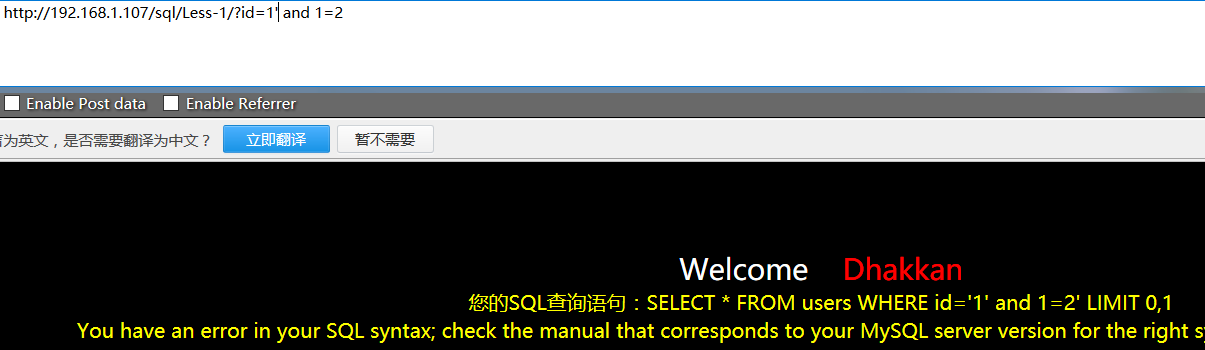 http://192.168.1.107/sql/Less-1/?id=1' and 1=2
Enable Post data Enable Referrer
为英文，是否需要翻译为中文？ 立即翻译 暂不需要
Welcome Dhakkan
您的SQL查询语句：SELECT * FROM users WHERE id='1' and 1=2' LIMIT 0,1
You have an error in your SQL syntax; check the manual that corresponds to your MySQL server version for the right